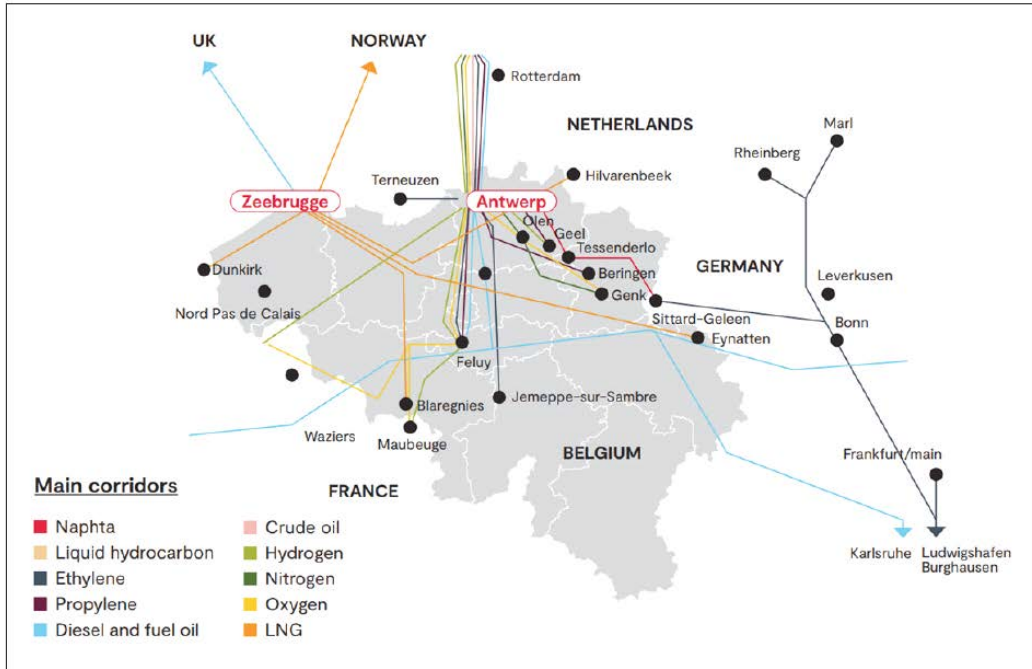 UK
NORWAY
Rotterdam
NETHERLANDS
Marl
Rheinberg
Terneuzen
Hilvarenbeek
Zeebrugge
Antwerp
Olen
Geel
Tessenderlo
Dunkirk
Beringen
GERMANY
Leverkusen
Genk
Nord Pas de Calais
Sittard-Geleen
Bonn
Eynatten
Feluy
Blaregnies
Jemeppe-sur-Sambre
Waziers
Maubeuge
BELGIUM
Frankfurt/main
FRANCE
Main corridors
Naphta
Liquid hydrocarbon
Ethylene
Propylene
Diesel and fuel oil
Crude oil
Hydrogen
Nitrogen
Oxygen
LNG
Karlsruhe
Ludwigshafen
Burghausen